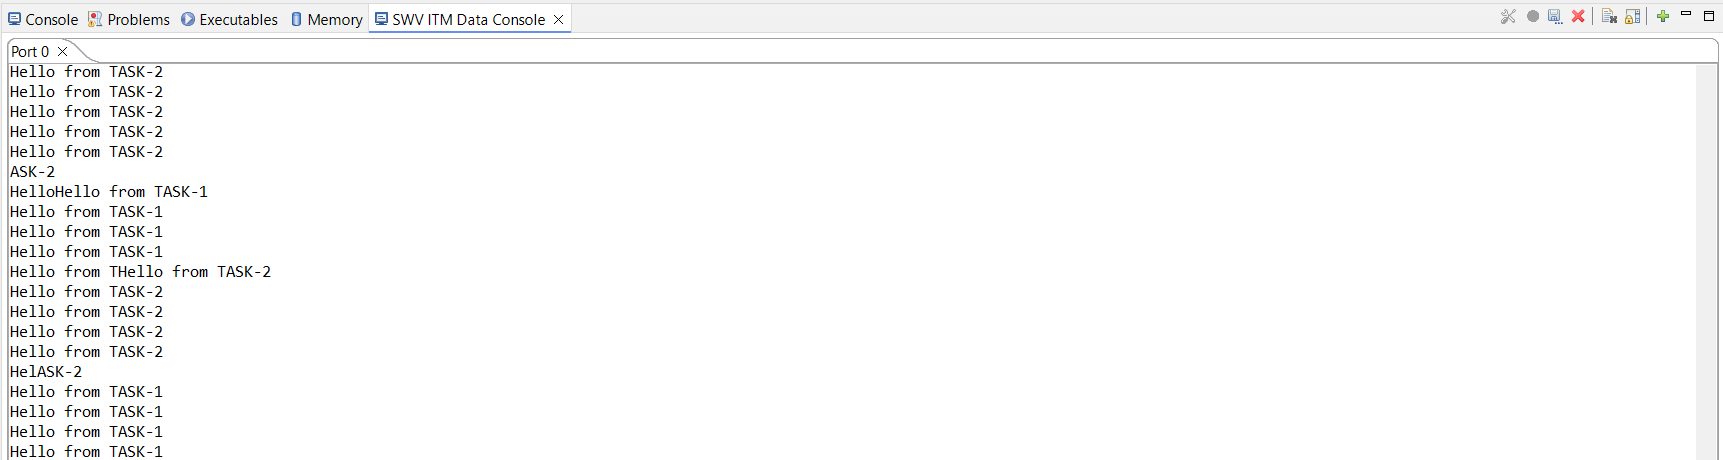 Console Problems Executables Memory SWV ITM Data Console
Port 0
Hello from TASK-2
Hello from TASK-2
Hello from TASK-2
Hello from TASK-2
Hello from TASK-2
ASK-2
HelloHello from TASK-1
Hello from TASK-1
Hello from TASK-1
Hello from TASK-1
Hello from THello from TASK-2
Hello from TASK-2
Hello from TASK-2
Hello from TASK-2
Hello from TASK-2
HelASK-2
Hello from TASK-1
Hello from TASK-1
Hello from TASK-1
Hello from TASK-1